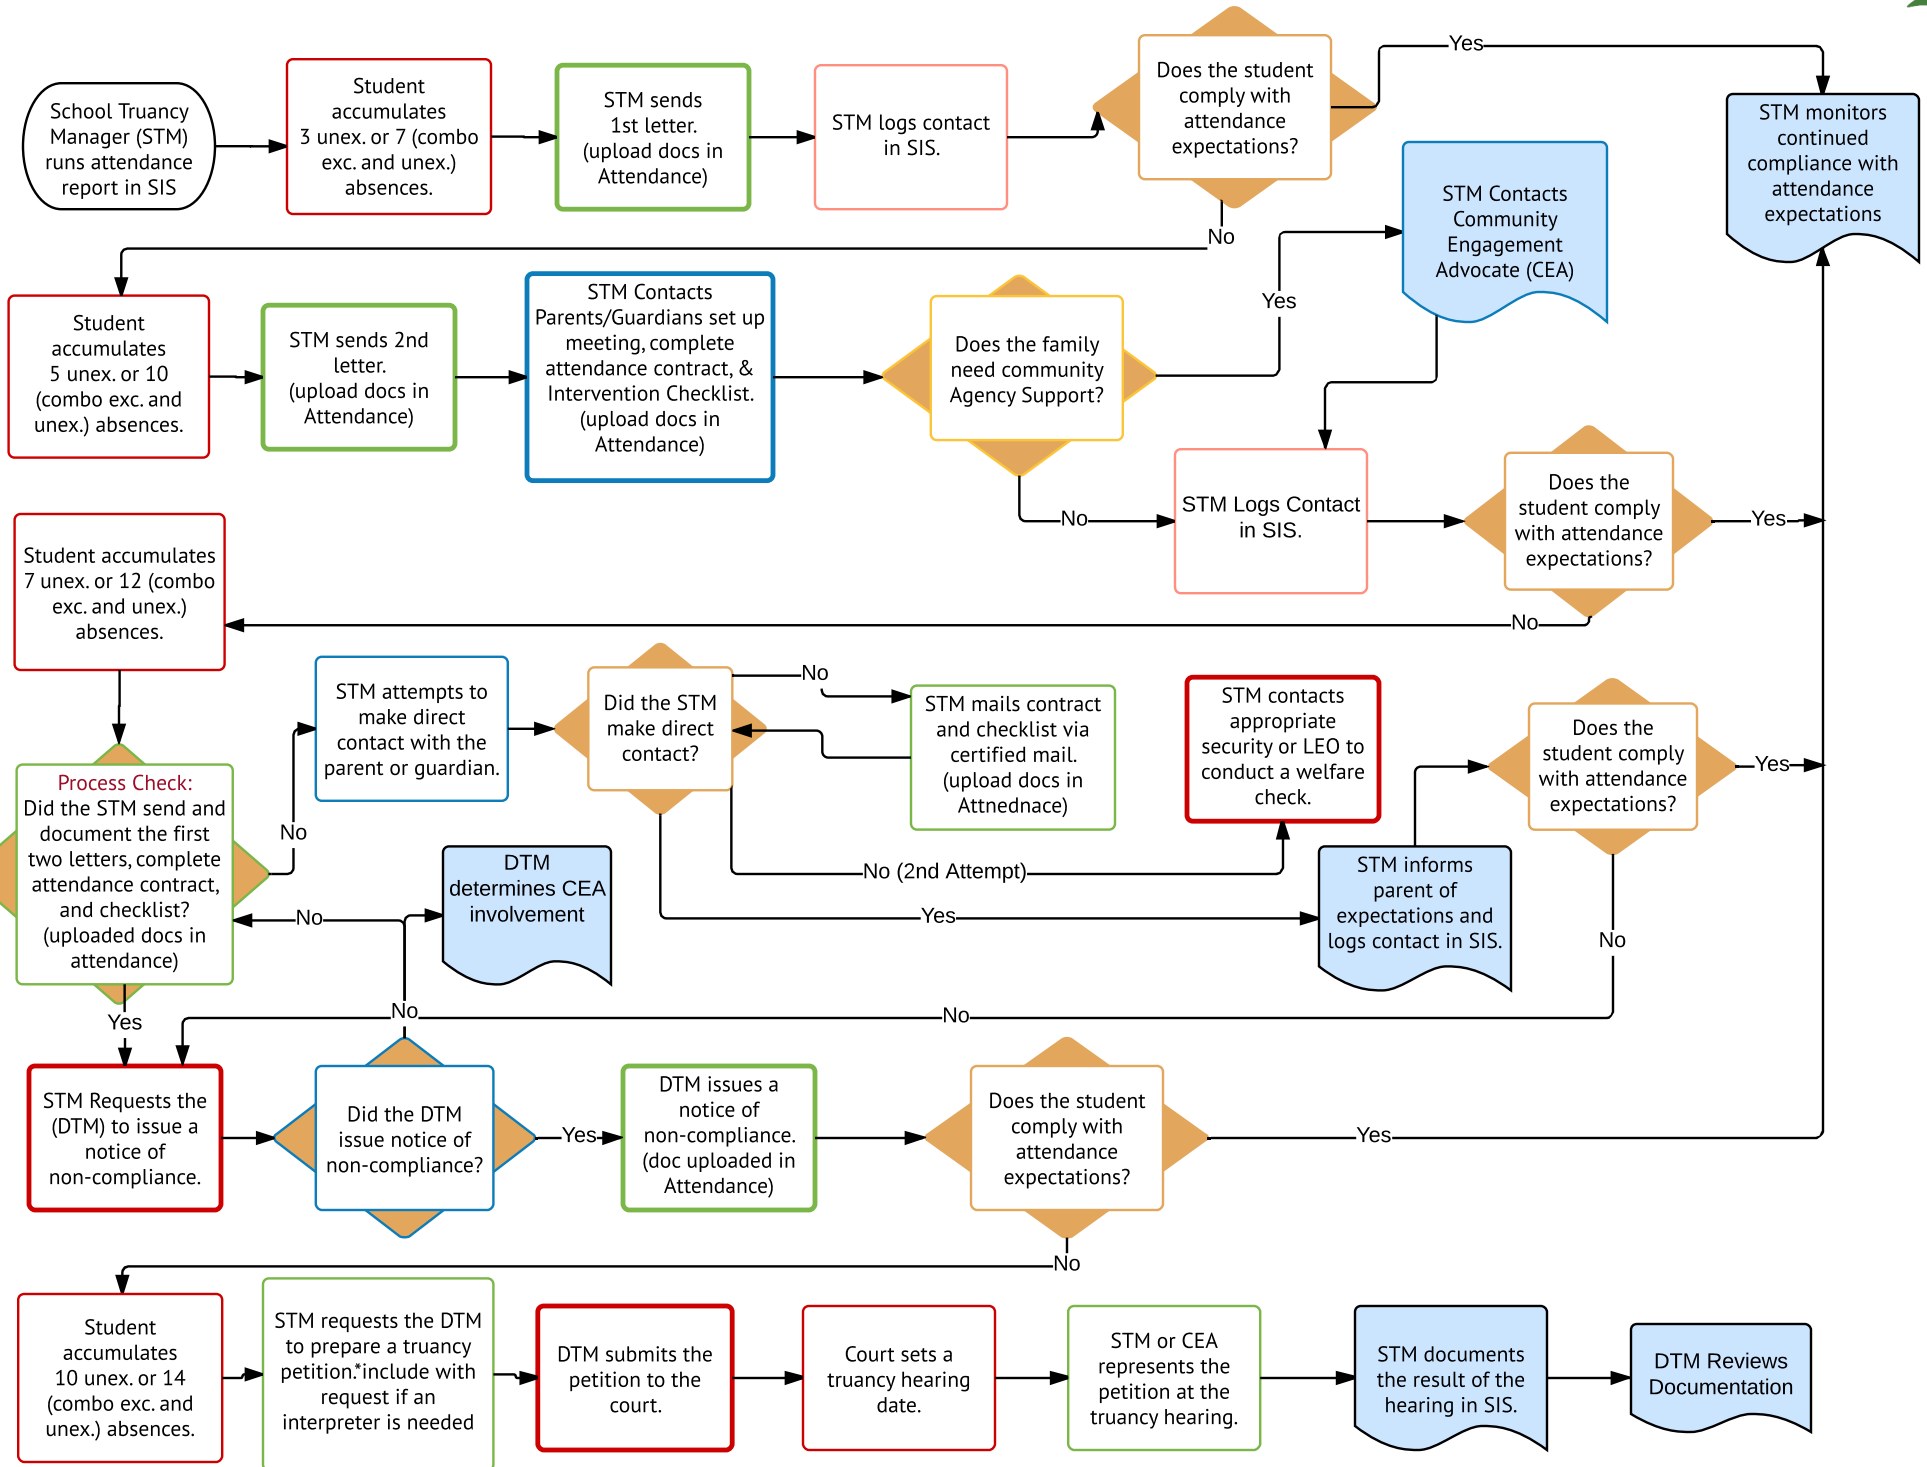 School Truancy
Manager (STM)
runs attendance
report in SIS
Student
accumulates
3 unex. or 7 (combo
exc. and unex.)
absences.
STM sends
1st letter.
(upload docs in
Attendance)
STM logs contact
in SIS.
Does the student
comply with
attendance
expectations?
Yes
No
STM monitors
continued
compliance with
attendance
expectations
Student
accumulates
5 unex. or 10
(combo exc. and
unex.) absences.
STM sends 2nd
letter.
(upload docs in
Attendance)
STM Contacts
Parents/Guardians set up
meeting, complete
attendance contract, &
Intervention Checklist.
(upload docs in
Attendance)
Does the family
need community
Agency Support?
Yes
No
STM Contacts
Community
Engagement
Advocate (CEA)
STM Logs Contact
in SIS.
Does the
student comply
with attendance
expectations?
Yes
No
Student accumulates
7 unex. or 12 (combo
exc. and unex.)
absences.
Process Check:
Did the STM send and
document the first
two letters, complete
attendance contract,
and checklist?
(uploaded docs in
attendance)
No
Yes
STM attempts to
make direct
contact with the
parent or guardian.
Did the STM
make direct
contact?
No
STM mails contract
and checklist via
certified mail.
(upload docs in
Attnednace)
No (2nd Attempt)
STM contacts
appropriate
security or LEO to
conduct a welfare
check.
Yes
STM informs
parent of
expectations and
logs contact in SIS.
Does the
student comply
with attendance
expectations?
Yes
No
No
STM Requests the
(DTM) to issue a
notice of
non-compliance.
Did the DTM
issue notice of
non-compliance?
No
No
DTM
determines CEA
involvement
Yes
DTM issues a
notice of
non-compliance.
(doc uploaded in
Attendance)
Does the student
comply with
attendance
expectations?
Yes
No
Student
accumulates
10 unex. or 14
(combo exc. and
unex.) absences.
STM requests the DTM
to prepare a truancy
petition.*include with
request if an
interpreter is needed
DTM submits the
petition to the
court.
Court sets a
truancy hearing
date.
STM or CEA
represents the
petition at the
truancy hearing.
STM documents
the result of the
hearing in SIS.
DTM Reviews
Documentation